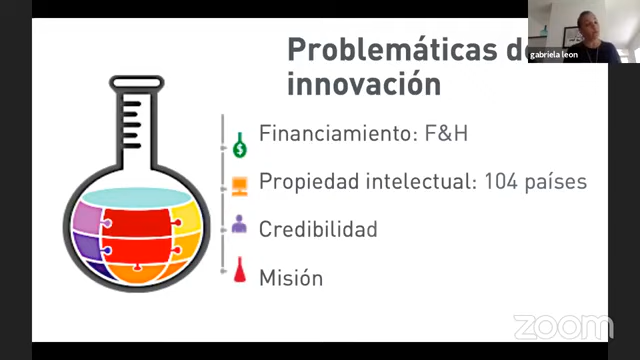 Problemáticas de
innovación
gabriela leon
Financiamiento: F&H
Propiedad intelectual: 104 países
Credibilidad
Misión
zoom